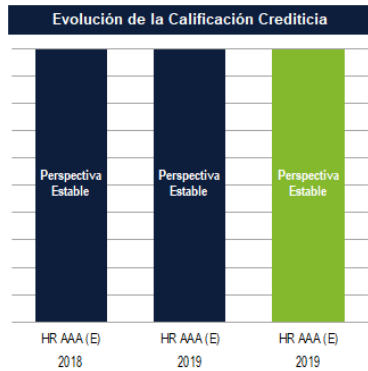 Evolución de la Calificación Crediticia
Perspectiva Estable
Perspectiva Estable
Perspectiva Estable
HR AAA (E) HR AAA (E) HR AAA (E)
2018 2019 2019